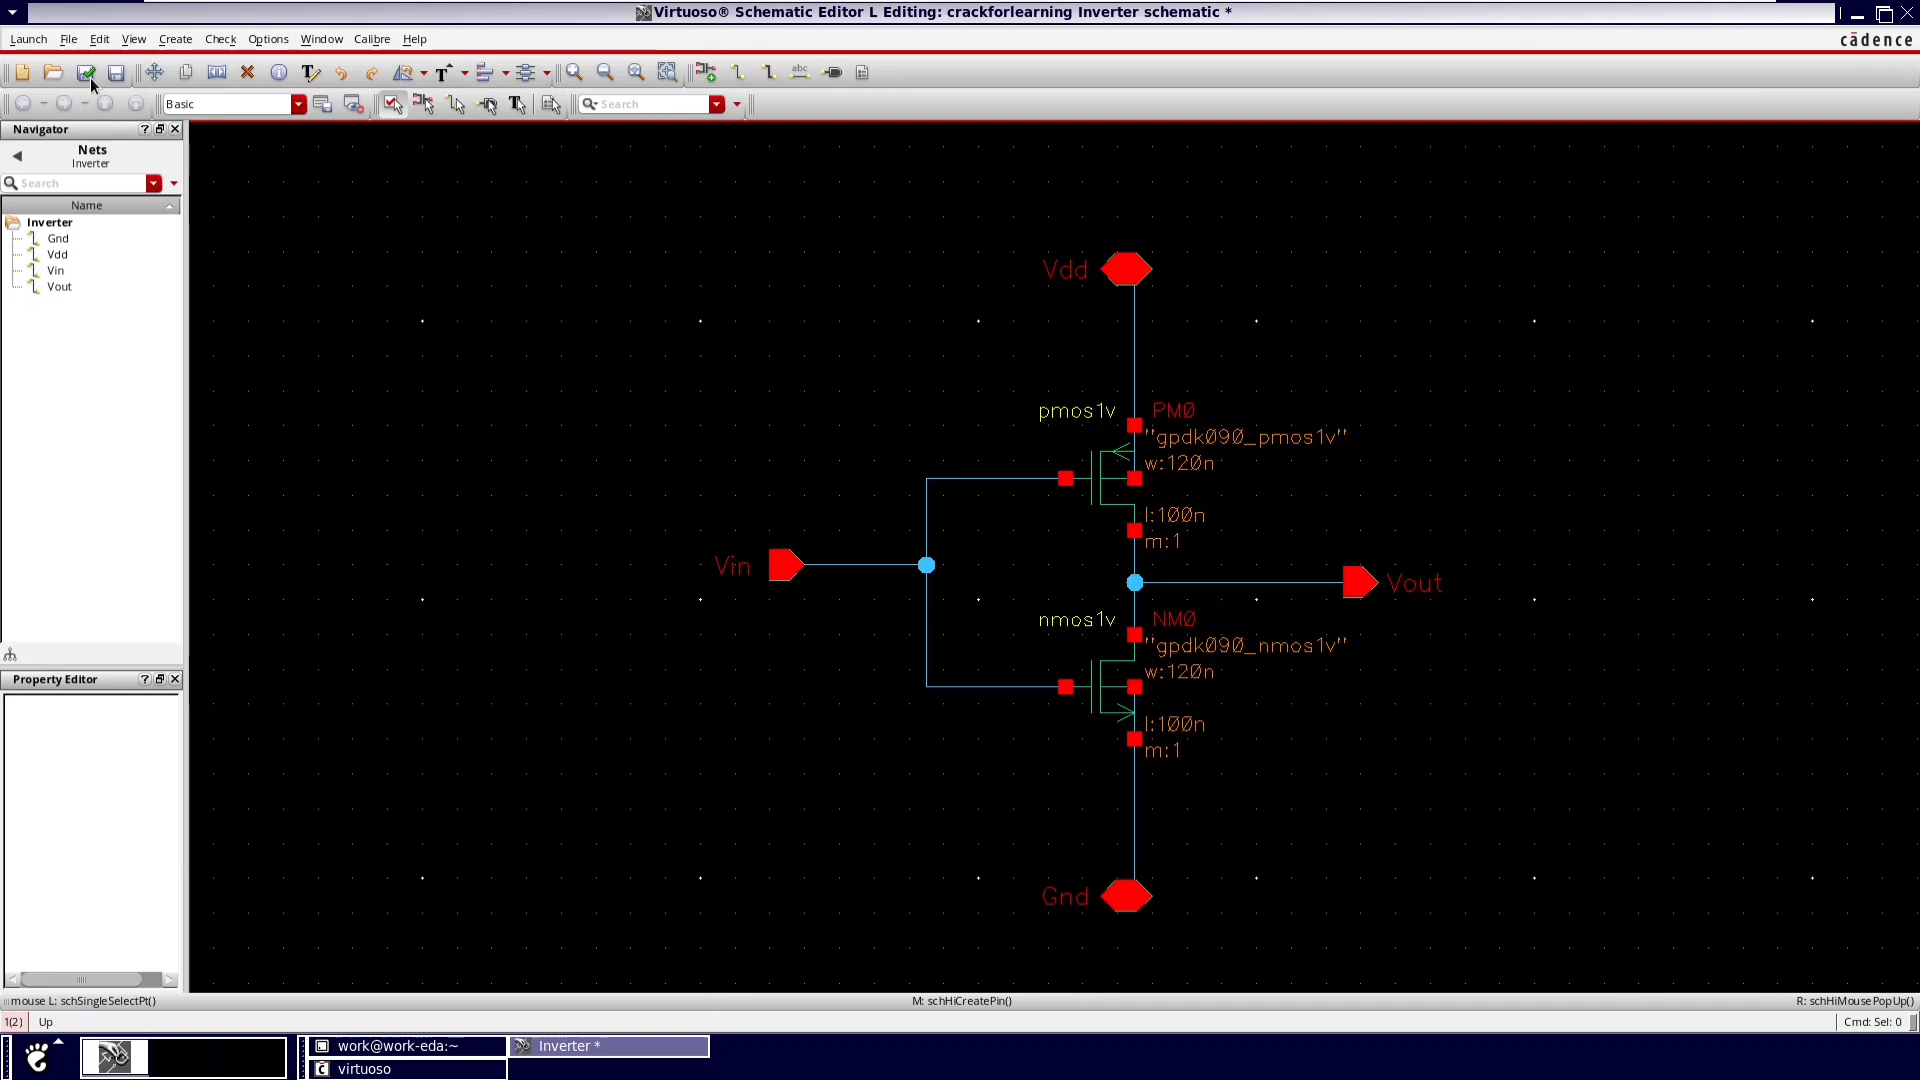 Virtuoso® Schematic Editor L Editing: crackforlearning Inverter schematic *
Launch File Edit View Create Check Options Window Calibre Help
cādence
Basic
Search
Navigator
Nets
Inverter
Search
Name
Inverter
Gnd
Vdd
Vin
Vout
Property Editor
Vdd
pmos1v PM0
"gpdk090_pmos1v"
w:120n
l:100n
m:1
Vin
Vout
nmos1v NM0
"gpdk090_nmos1v"
w:120n
l:100n
m:1
Gnd
mouse L: schSingleSelectPt() M: schHiCreatePin() R: schHiMousePopUp()
1(2) Up Cmd: Sel: 0
work@work-eda:~ Inverter *
virtuoso